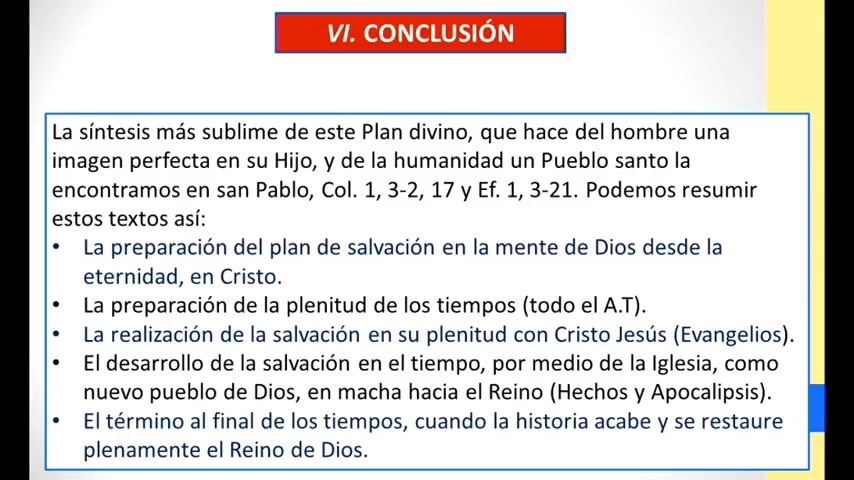 VI. CONCLUSIÓN
La síntesis más sublime de este Plan divino, que hace del hombre una
imagen perfecta en su Hijo, y de la humanidad un Pueblo santo la
encontramos en san Pablo, Col. 1, 3-2, 17 y Ef. 1, 3-21. Podemos resumir
estos textos así:
• La preparación del plan de salvación en la mente de Dios desde la
eternidad, en Cristo.
• La preparación de la plenitud de los tiempos (todo el A.T).
• La realización de la salvación en su plenitud con Cristo Jesús (Evangelios).
• El desarrollo de la salvación en el tiempo, por medio de la Iglesia, como
nuevo pueblo de Dios, en macha hacia el Reino (Hechos y Apocalipsis).
• El término al final de los tiempos, cuando la historia acabe y se restaure
plenamente el Reino de Dios.